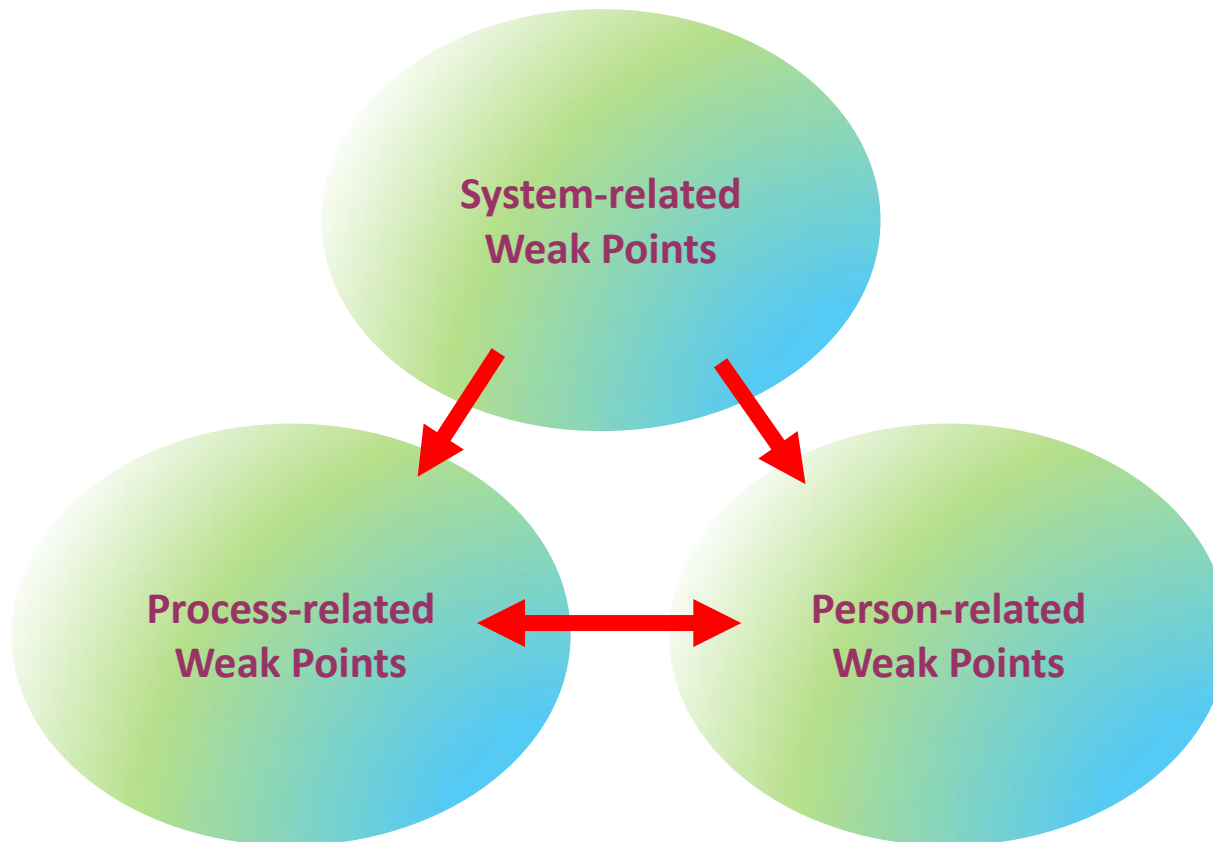 System-related
Weak Points
Process-related
Weak Points
Person-related
Weak Points